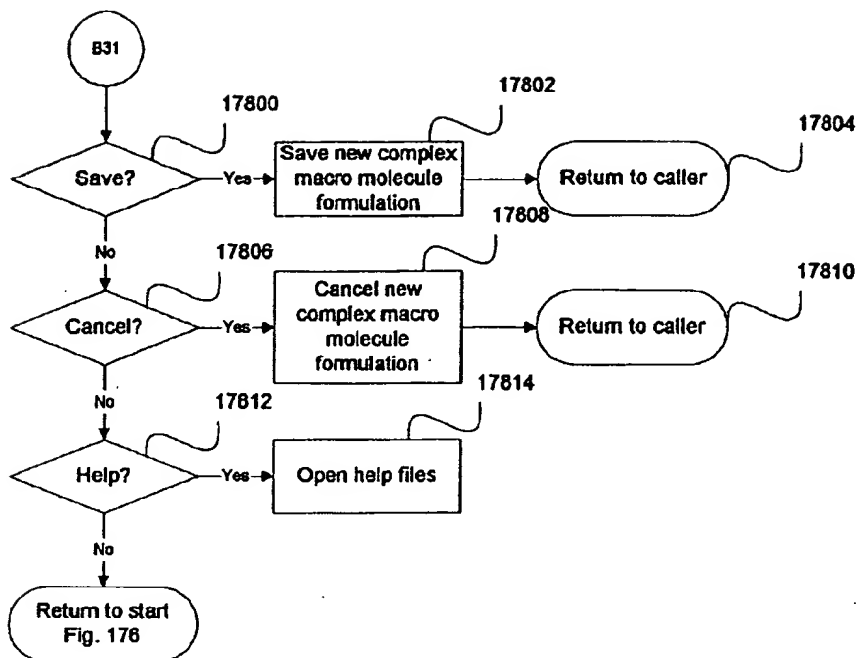 B31
17800
17802
17804
Save?
Yes
Save new complex
macro molecule
formulation
Return to caller
No
17806
17808
17810
Cancel?
Yes
Cancel new
complex macro
molecule
formulation
Return to caller
No
17812
17814
Help?
Yes
Open help files
No
Return to start
Fig. 176